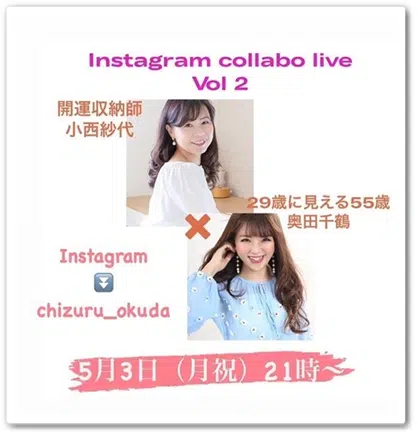 Instagram collabo live
Vol 2
開運収納師
小西紗代
29歳に見える55歳
奥田千鶴
Instagram
chizuru_okuda
5月3日（月祝）21時〜